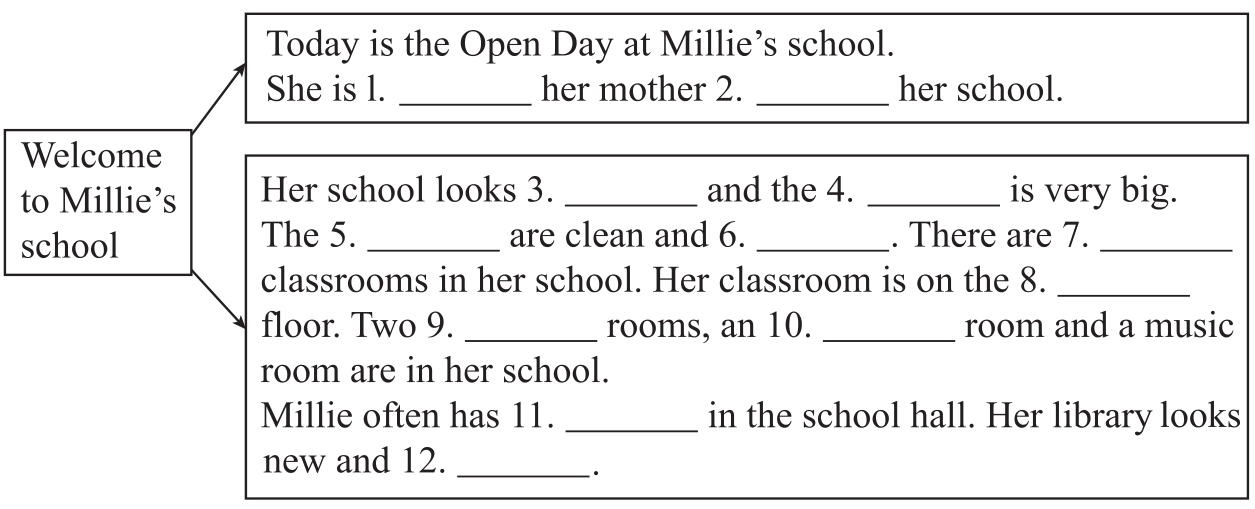 Today is the Open Day at Millie’s school.
She is l. _______ her mother 2. _______ her school.
Welcome
to Millie’s
school
Her school looks 3. _______ and the 4. _______ is very big.
The 5. _______ are clean and 6. _______. There are 7. _______
classrooms in her school. Her classroom is on the 8. _______
floor. Two 9. _______ rooms, an 10. _______ room and a music
room are in her school.
Millie often has 11. _______ in the school hall. Her library looks
new and 12. _______.